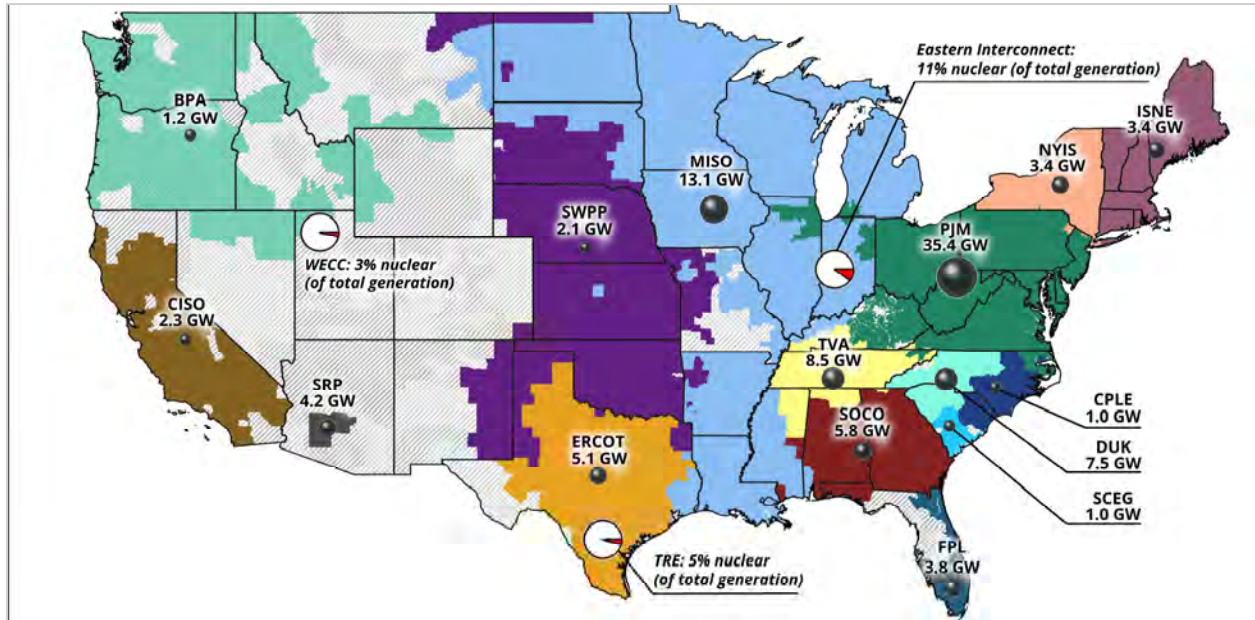 Eastern Interconnect:
11% nuclear (of total generation)
BPA
1.2 GW
ISNE
3.4 GW
NYIS
3.4 GW
MISO
13.1 GW
SWPP
2.1 GW
PJM
35.4 GW
WECC: 3% nuclear
(of total generation)
CISO
2.3 GW
TVA
8.5 GW
SRP
4.2 GW
CPLE
1.0 GW
SOCO
5.8 GW
ERCOT
5.1 GW
DUK
7.5 GW
SCEG
1.0 GW
FPL
3.8 GW
TRE: 5% nuclear
(of total generation)